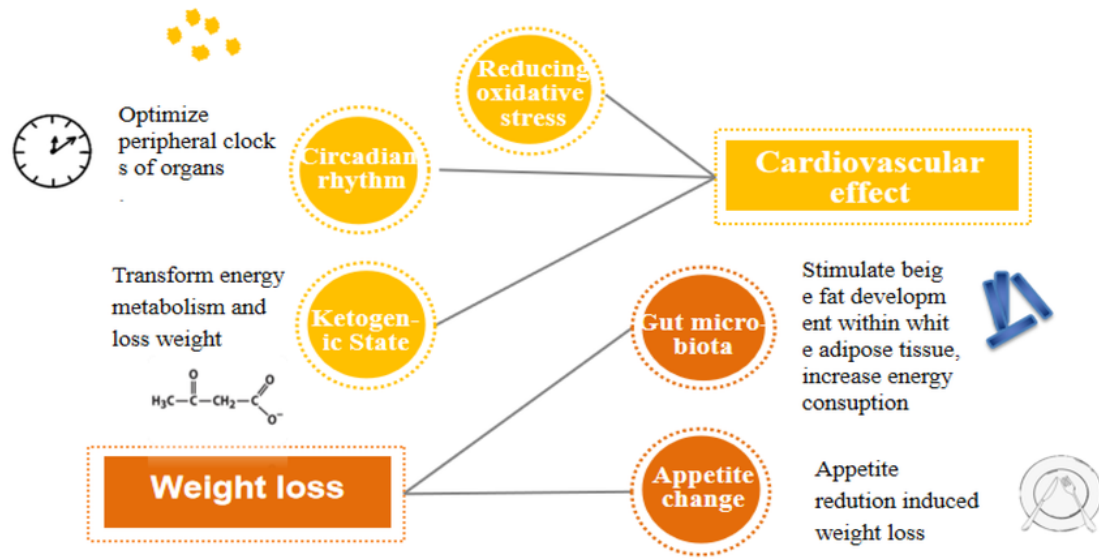 Reducing
oxidative
stress
Optimize
peripheral clock
s of organs
.
Circadian
rhythm
Cardiovascular
effect
Transform energy
metabolism and
loss weight
Ketogen-
ic State
Gut micro-
biota
Stimulate beig
e fat developm
ent within whit
e adipose tissue,
increase energy
consuption
O O
H₃C—C—CH₂—C
O⁻
Weight loss
Appetite
change
Appetite
redution induced
weight loss